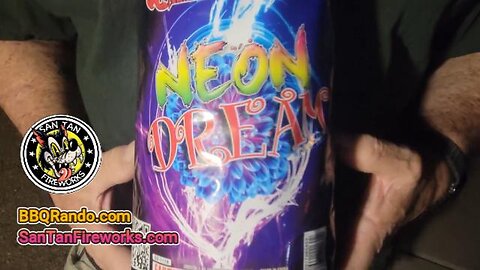 NEON
DREAM
SAN TAN
FIREWORKS
BBQRando.com
SanTanFireworks.com